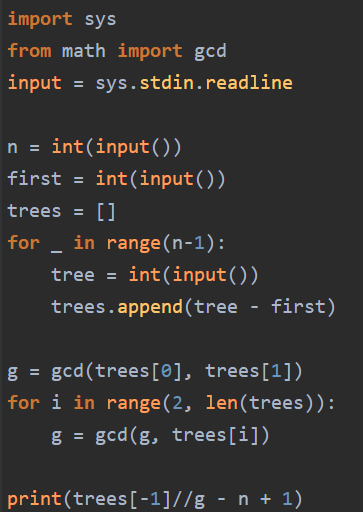 import sys
from math import gcd
input = sys.stdin.readline

n = int(input())
first = int(input())
trees = []
for _ in range(n-1):
    tree = int(input())
    trees.append(tree - first)

g = gcd(trees[0], trees[1])
for i in range(2, len(trees)):
    g = gcd(g, trees[i])

print(trees[-1]//g - n + 1)